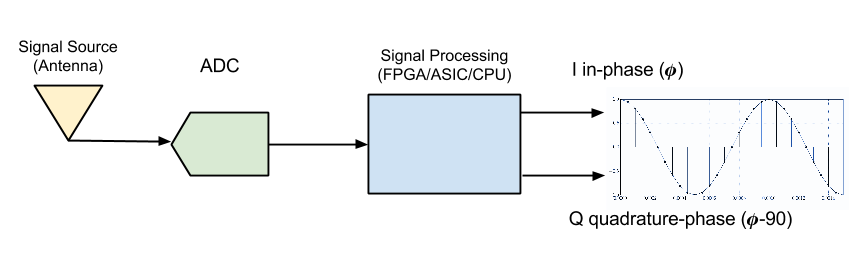 Signal Source
(Antenna)
ADC
Signal Processing
(FPGA/ASIC/CPU)
I in-phase (ϕ)
Q quadrature-phase (ϕ-90)